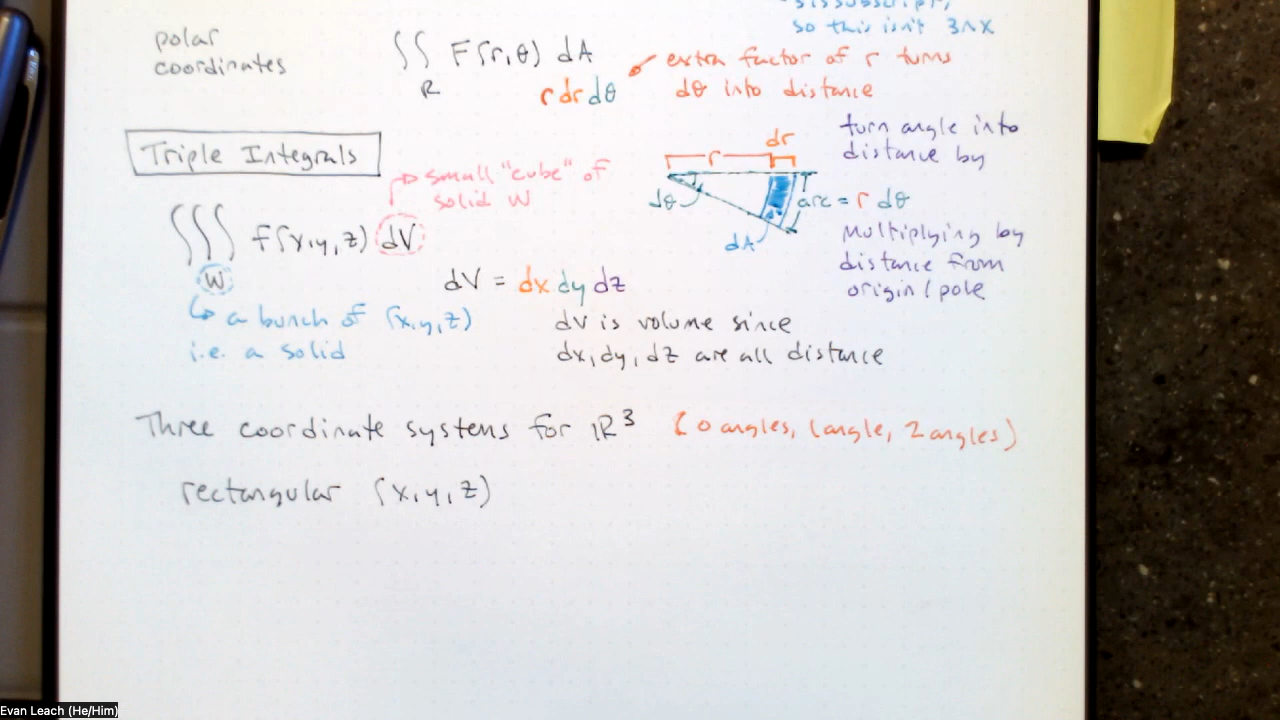 so this isn't 3∧x
polar
coordinates
∫∫ F(r,θ) dA
R
r dr dθ
extra factor of r turns
dθ into distance
turn angle into
distance by
multiplying by
distance from
origin/pole
dr
r
dθ
arc = r dθ
dA
Triple Integrals
small "cube" of
solid W
∫∫∫ f(x,y,z) dV
W
a bunch of (x,y,z)
i.e. a solid
dV = dx dy dz
dV is volume since
dx, dy, dz are all distance
Three coordinate systems for ℝ³ (0 angles, 1 angle, 2 angles)
rectangular (x,y,z)
Evan Leach (He/Him)